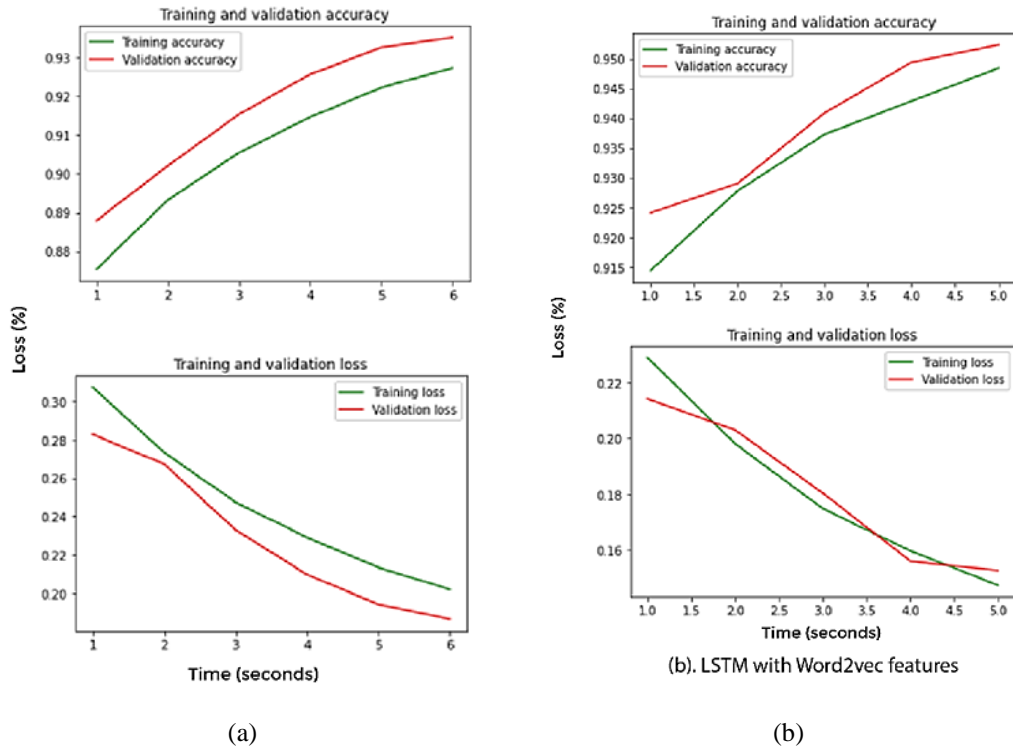 Training and validation accuracy
Training accuracy
Validation accuracy
0.93
0.92
0.91
0.90
0.89
0.88
1 2 3 4 5 6
Loss (%)
Training and validation loss
Training loss
Validation loss
0.30
0.28
0.26
0.24
0.22
0.20
1 2 3 4 5 6
Time (seconds)
(a)
Training and validation accuracy
Training accuracy
Validation accuracy
0.950
0.945
0.940
0.935
0.930
0.925
0.920
0.915
1.0 1.5 2.0 2.5 3.0 3.5 4.0 4.5 5.0
Loss (%)
Training and validation loss
Training loss
Validation loss
0.22
0.20
0.18
0.16
1.0 1.5 2.0 2.5 3.0 3.5 4.0 4.5 5.0
Time (seconds)
(b). LSTM with Word2vec features
(b)